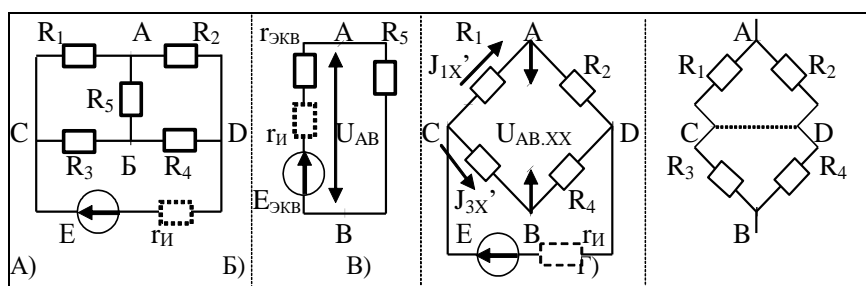 R₁ A R₂
R₅
C D
R₃ Б R₄
E rИ
А) Б)
rЭКВ A R₅
rИ UAB
EЭКВ
B
В)
R₁ A
J1X’ R₂
C UAB.XX D
J3X’ R₄
E B rИ
Г)
A
R₁ R₂
C D
R₃ R₄
B